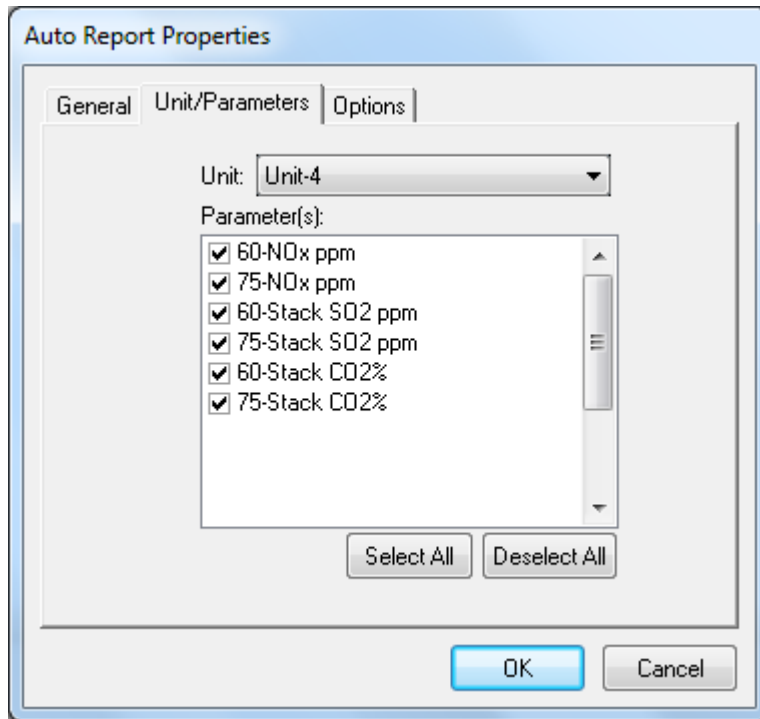 Auto Report Properties
General Unit/Parameters Options
Unit: Unit-4
Parameter(s):
60-NOx ppm
75-NOx ppm
60-Stack SO2 ppm
75-Stack SO2 ppm
60-Stack CO2%
75-Stack CO2%
Select All Deselect All
OK Cancel